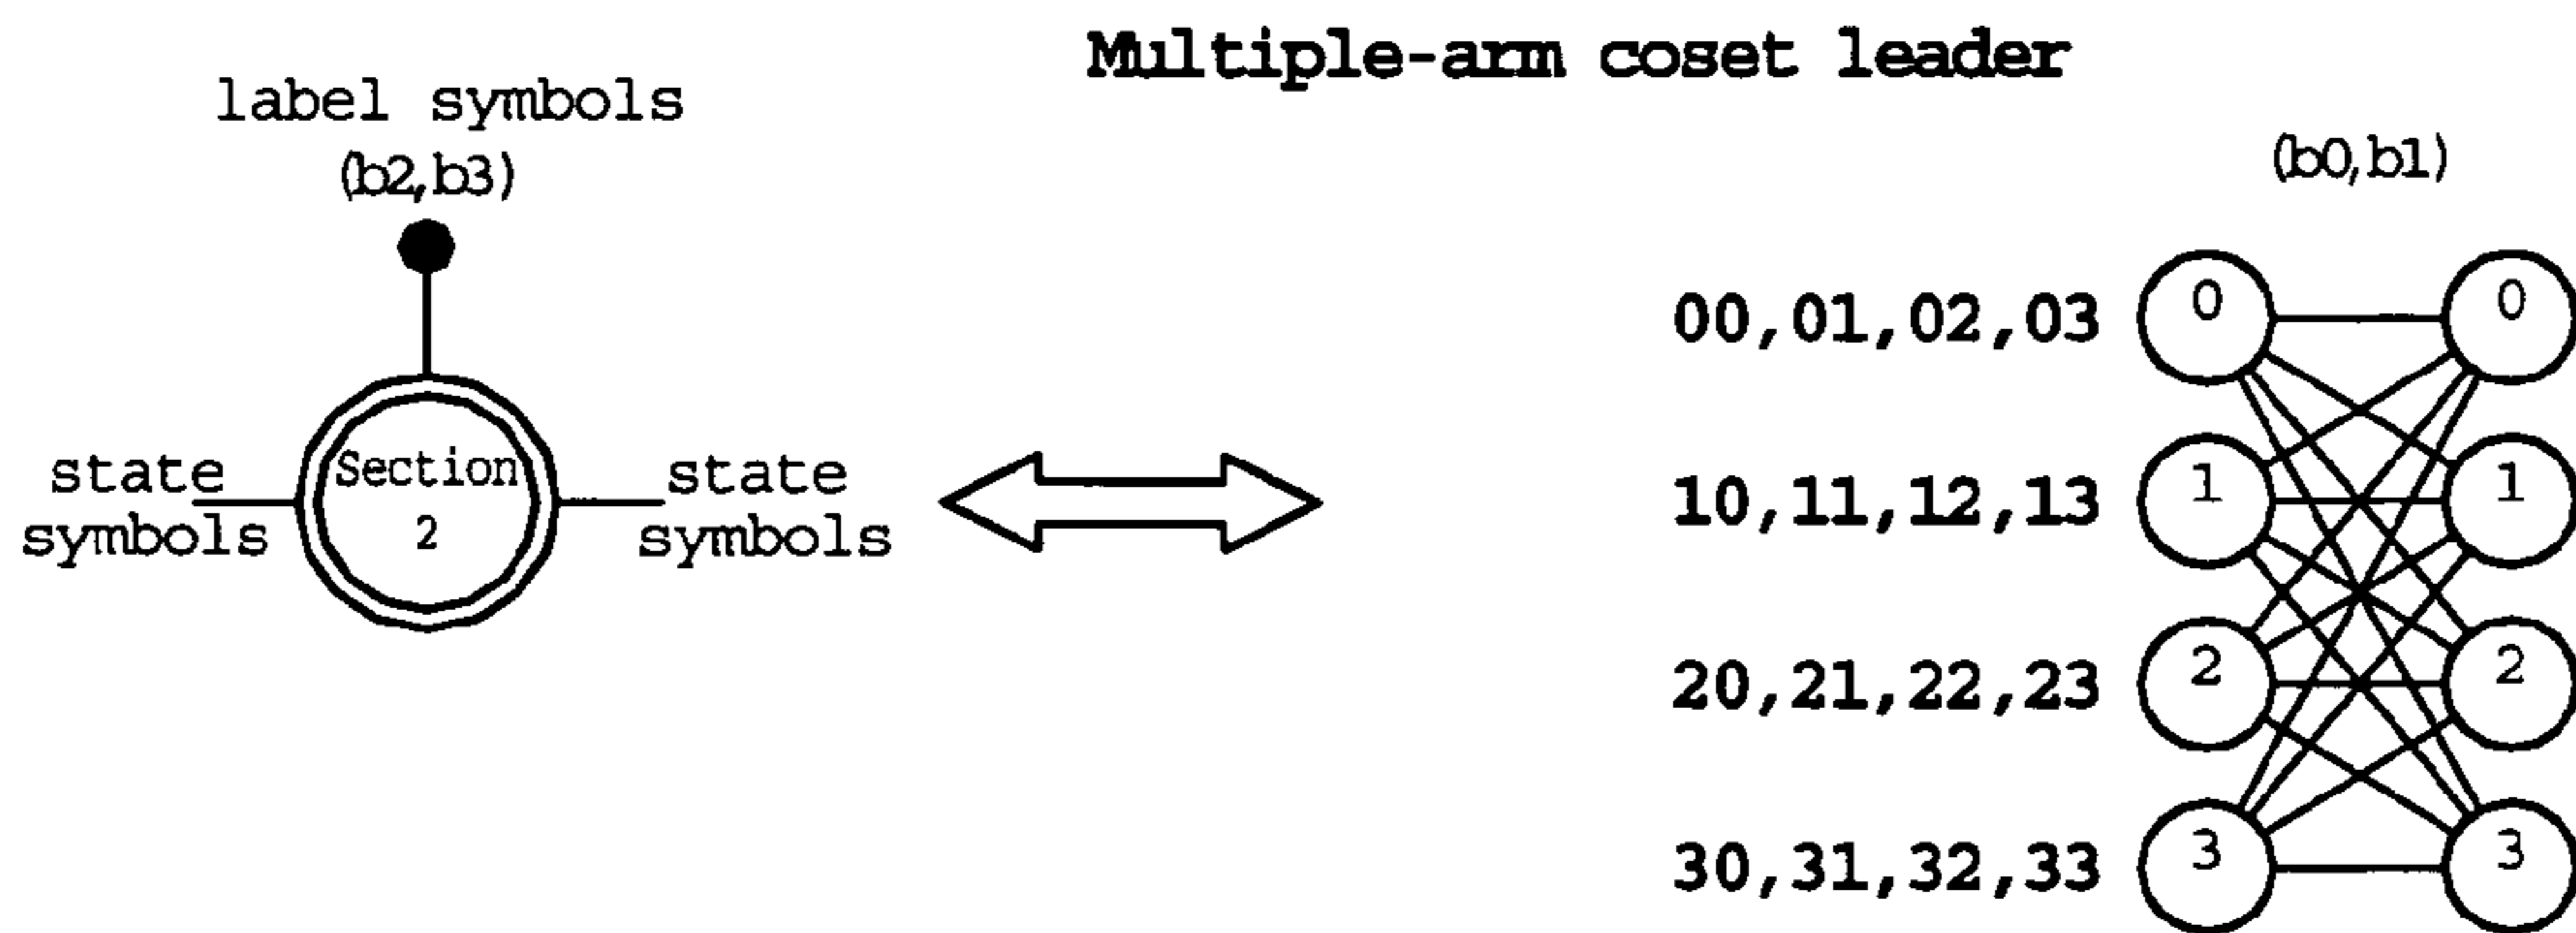 Multiple-arm coset leader
label symbols
(b2,b3)
state
symbols
Section
2
state
symbols
(b0,b1)
00,01,02,03 0 0
10,11,12,13 1 1
20,21,22,23 2 2
30,31,32,33 3 3